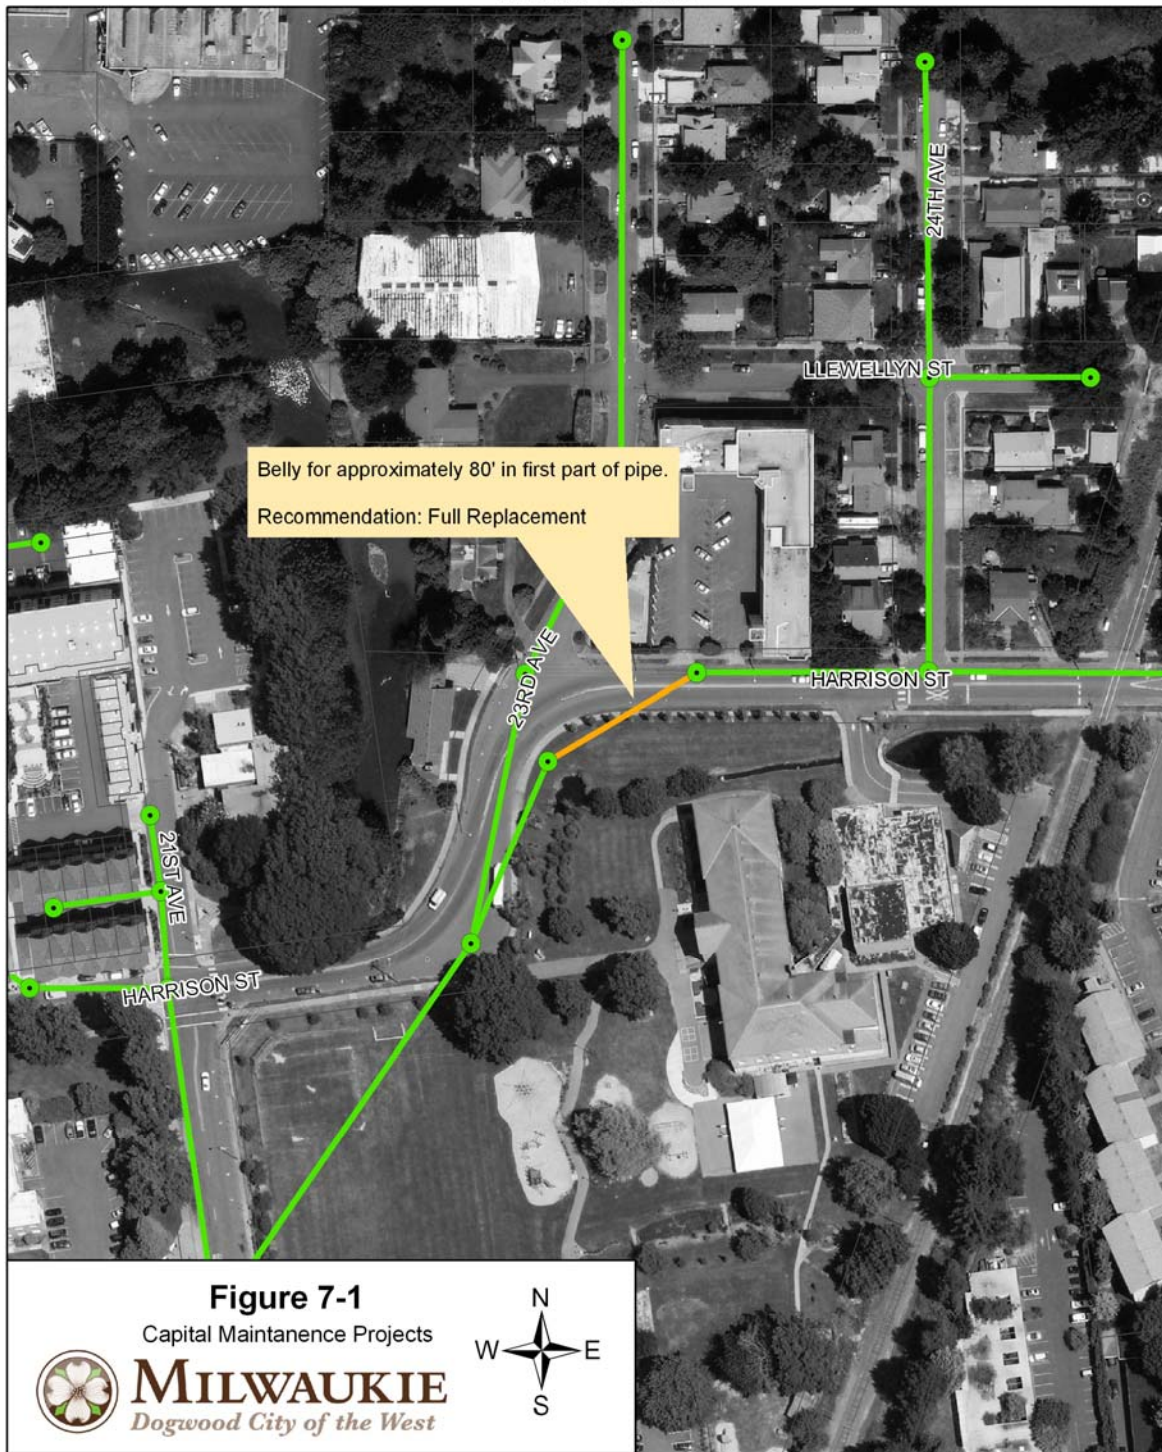 24TH AVE
LLEWELLYN ST
Belly for approximately 80' in first part of pipe.
Recommendation: Full Replacement
23RD AVE
HARRISON ST
21ST AVE
HARRISON ST
Figure 7-1
Capital Maintanence Projects
MILWAUKIE
Dogwood City of the West
N
W E
S